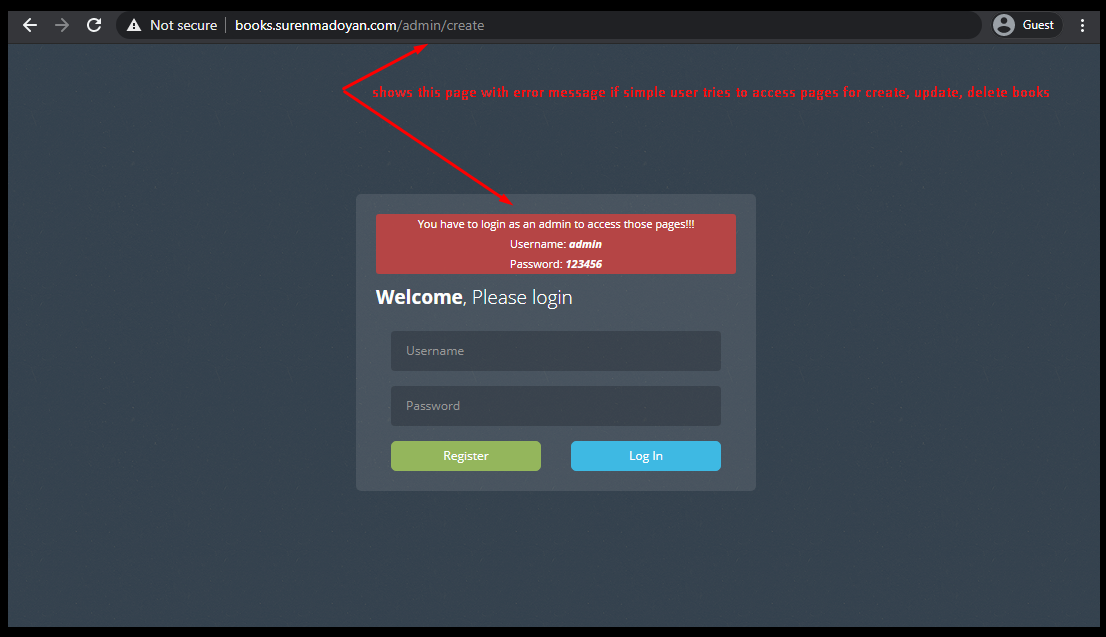 Not secure | books.surenmadoyan.com/admin/create Guest
shows this page with error message if simple user tries to access pages for create, update, delete books
You have to login as an admin to access those pages!!!
Username: admin
Password: 123456
Welcome, Please login
Username
Password
Register Log In